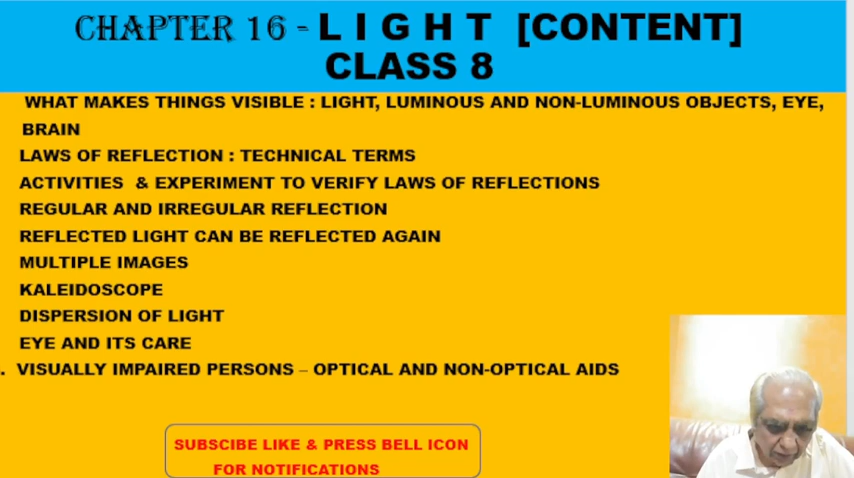 CHAPTER 16 - L I G H T [CONTENT]
CLASS 8
WHAT MAKES THINGS VISIBLE : LIGHT, LUMINOUS AND NON-LUMINOUS OBJECTS, EYE,
BRAIN
LAWS OF REFLECTION : TECHNICAL TERMS
ACTIVITIES & EXPERIMENT TO VERIFY LAWS OF REFLECTIONS
REGULAR AND IRREGULAR REFLECTION
REFLECTED LIGHT CAN BE REFLECTED AGAIN
MULTIPLE IMAGES
KALEIDOSCOPE
DISPERSION OF LIGHT
EYE AND ITS CARE
. VISUALLY IMPAIRED PERSONS – OPTICAL AND NON-OPTICAL AIDS
SUBSCIBE LIKE & PRESS BELL ICON
FOR NOTIFICATIONS